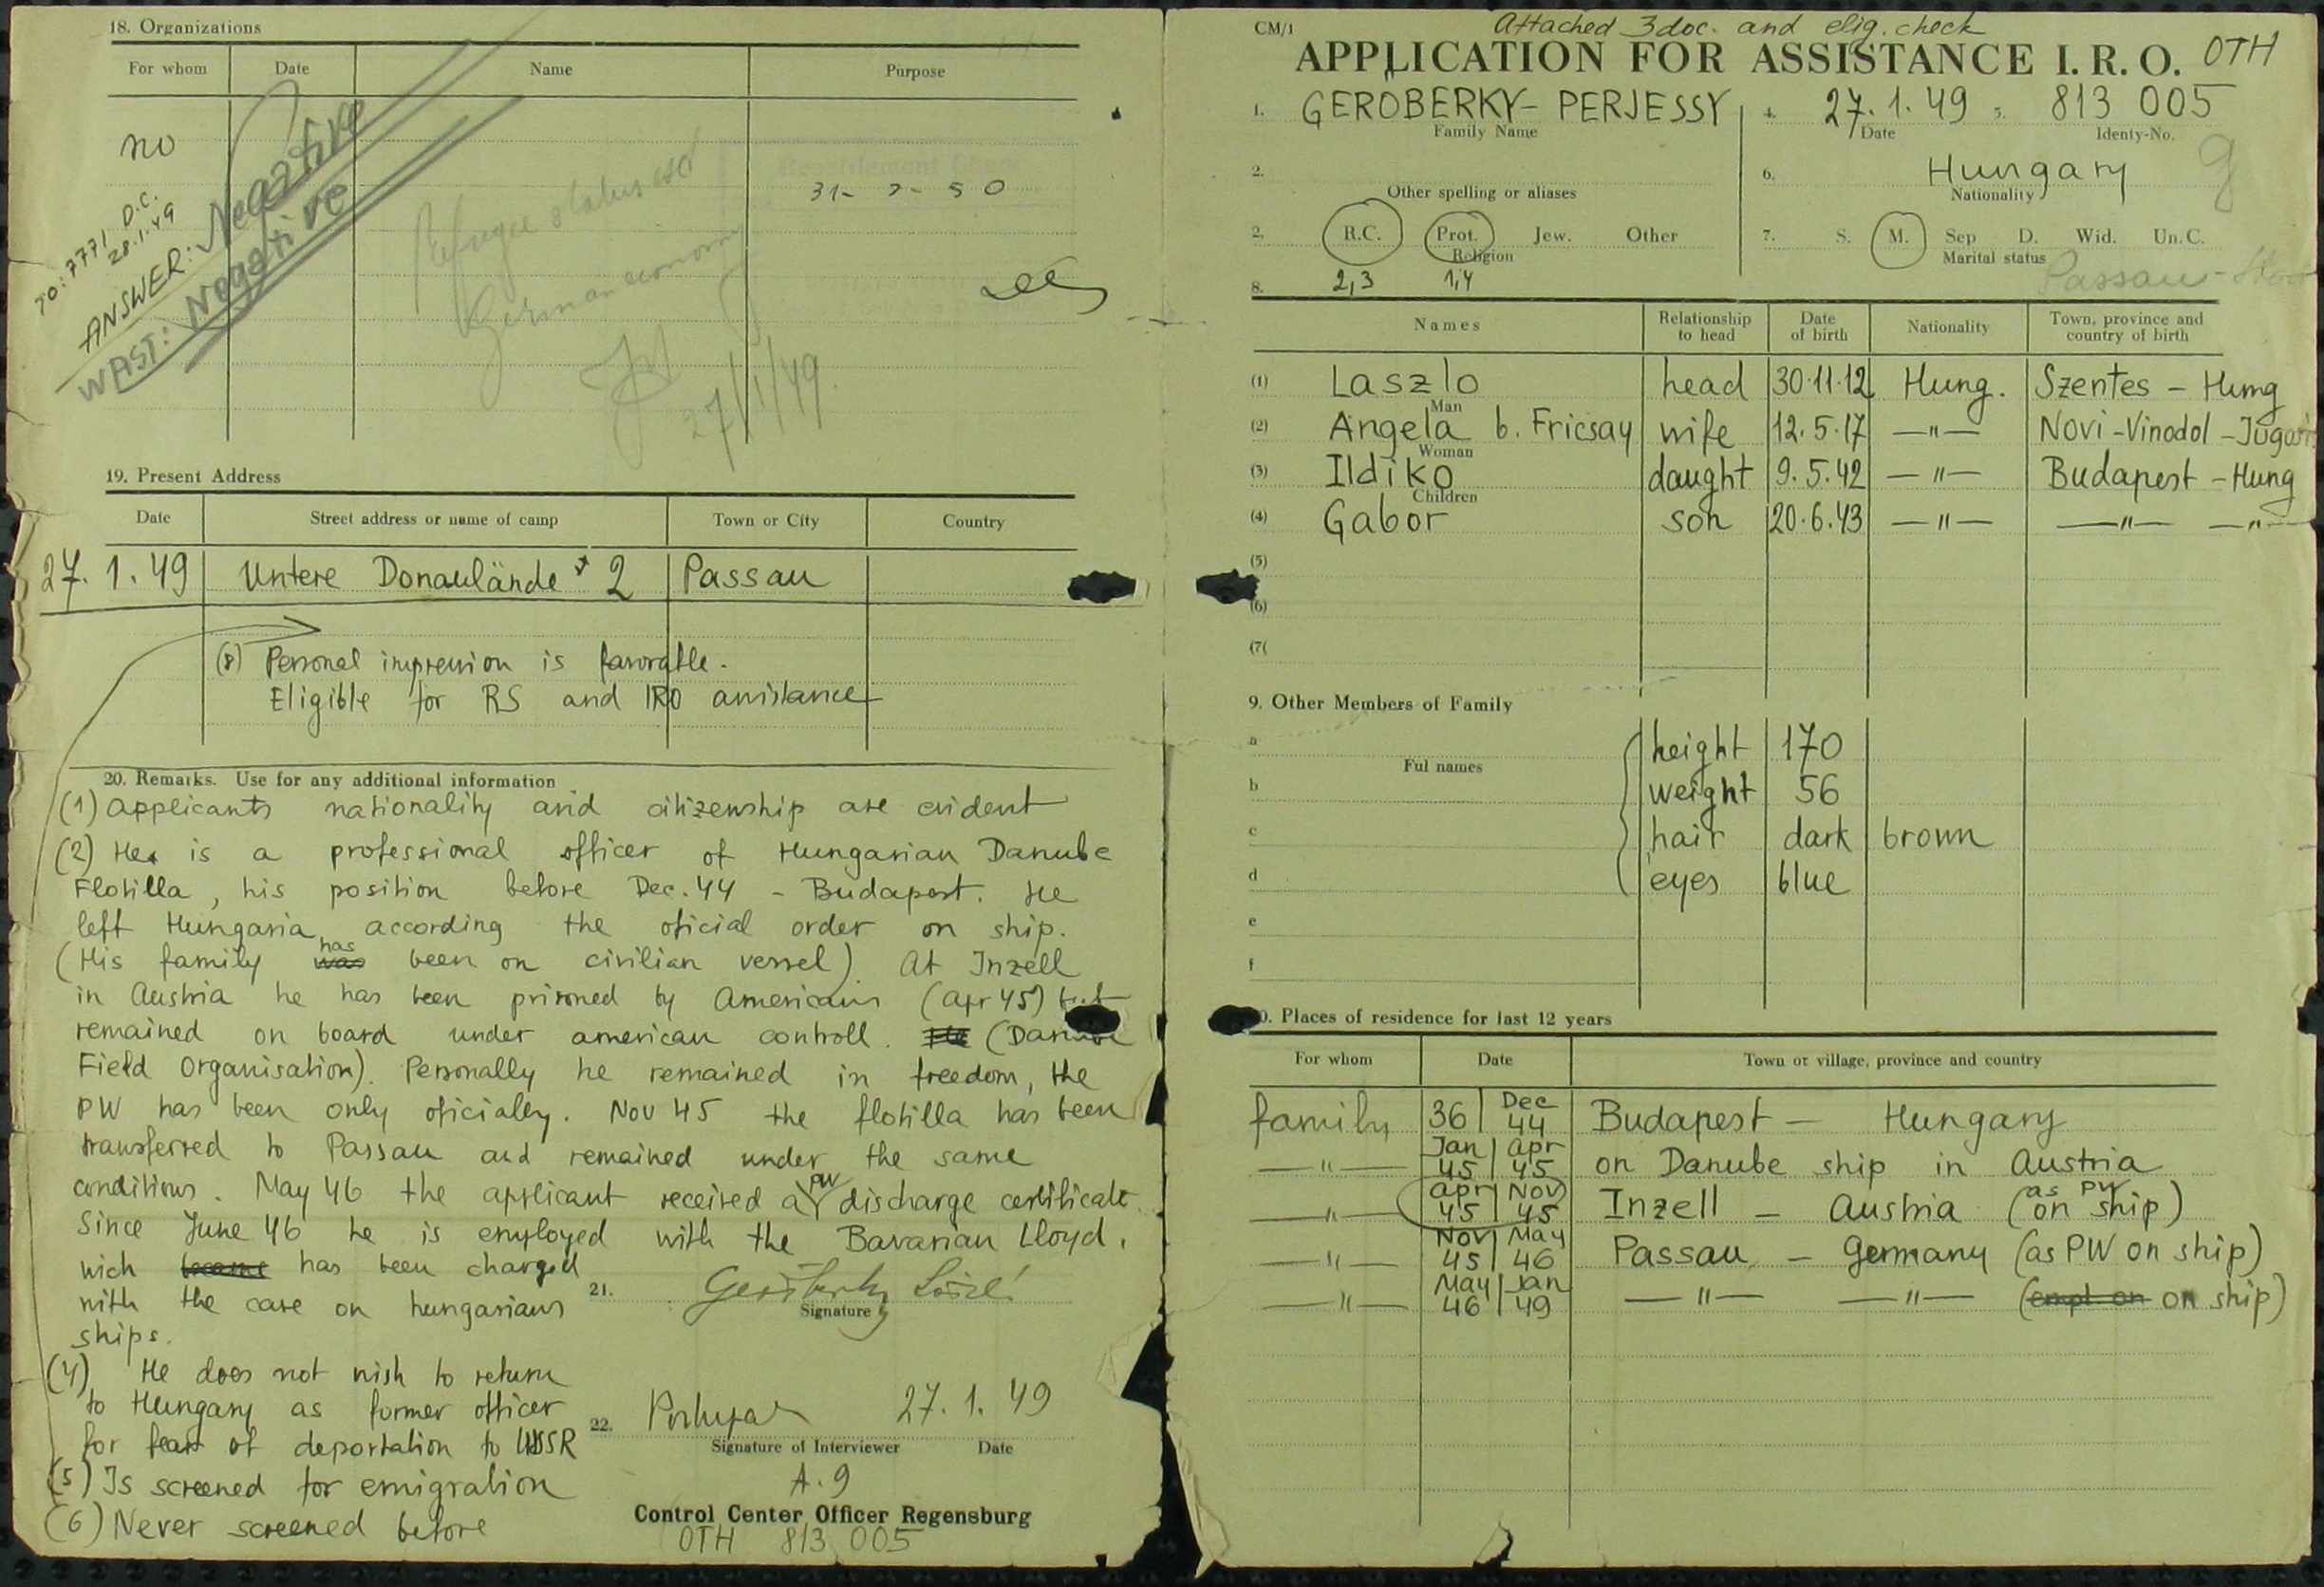 18. Organizations
For whom Date Name Purpose
no
TO: 7771 D.C.
28.1.49
ANSWER: Negative
WAST: Negative
Refugee status
German economy
27/1/49.
31- 7- 50
19. Present Address
Date Street address or name of camp Town or City Country
27. 1. 49 Untere Donaulände 2 Passau
(8) Personal impression is favorable.
Eligible for RS and IRO assistance
20. Remarks. Use for any additional information
(1) applicants nationality and citizenship are evident
(2) He is a professional officer of Hungarian Danube
Flotilla, his position before Dec. 44 - Budapest. He
left Hungaria according the oficial order on ship.
(His family was has been on civilian vessel). At Inzell
in Austria he has been prisoned by Americans (apr 45) but
remained on board under american controll. He (Danube
Field Organisation). Personally he remained in freedom, the
PW has been only oficially. Nov 45 the flotilla has been
transferred to Passau and remained under the same
conditions. May 46 the applicant received a PW discharge certificate.
Since June 46 he is employed with the Bavarian Lloyd,
wich became has been charged
with the care on hungarians
ships.
21.
Signature
(4) He does not wish to return
to Hungary as former officer
for fear of deportation to USSR
22. 27. 1. 49
Signature of Interviewer Date
(5) Is screened for emigration
(6) Never screened before
A. 9
Control Center Officer Regensburg
OTH 813 005
CM/1 Attached 3 doc. and elig. check
APPLICATION FOR ASSISTANCE I. R. O. OTH
1. GEROBERKY- PERJESSY 4. 27. 1. 49 5. 813 005
Family Name Date Identy-No.
2. 6. Hungary
Other spelling or aliases Nationality
2. R.C. Prot. Jew. Other 7. S. M. Sep D. Wid. Un. C.
Religion Marital status
8. 2,3 1,4 Passau-
Names Relationship to head Date of birth Nationality Town, province and country of birth
(1) Laszlo head 30.11.12 Hung. Szentes - Hung
Man
(2) Angela b. Fricsay wife 12.5.17 —"— Novi-Vinodol -Jugosl
Woman
(3) Ildiko daught 9.5.42 —"— Budapest -Hung
Children
(4) Gabor son 20.6.43 —"— —"— —"—
(5)
(6)
(7(
9. Other Members of Family
a height 170
Ful names
b weight 56
c hair dark brown
d eyes blue
e
f
0. Places of residence for last 12 years
For whom Date Town or village, province and country
family 36 Dec 44 Budapest - Hungary
—"— Jan 45 Apr 45 on Danube ship in Austria
—"— Apr 45 Nov 45 Inzell - Austria (as PW on ship)
—"— Nov 45 May 46 Passau - Germany (as PW on ship)
—"— May 46 Jan 49 —"— —"— (empl. on on ship)